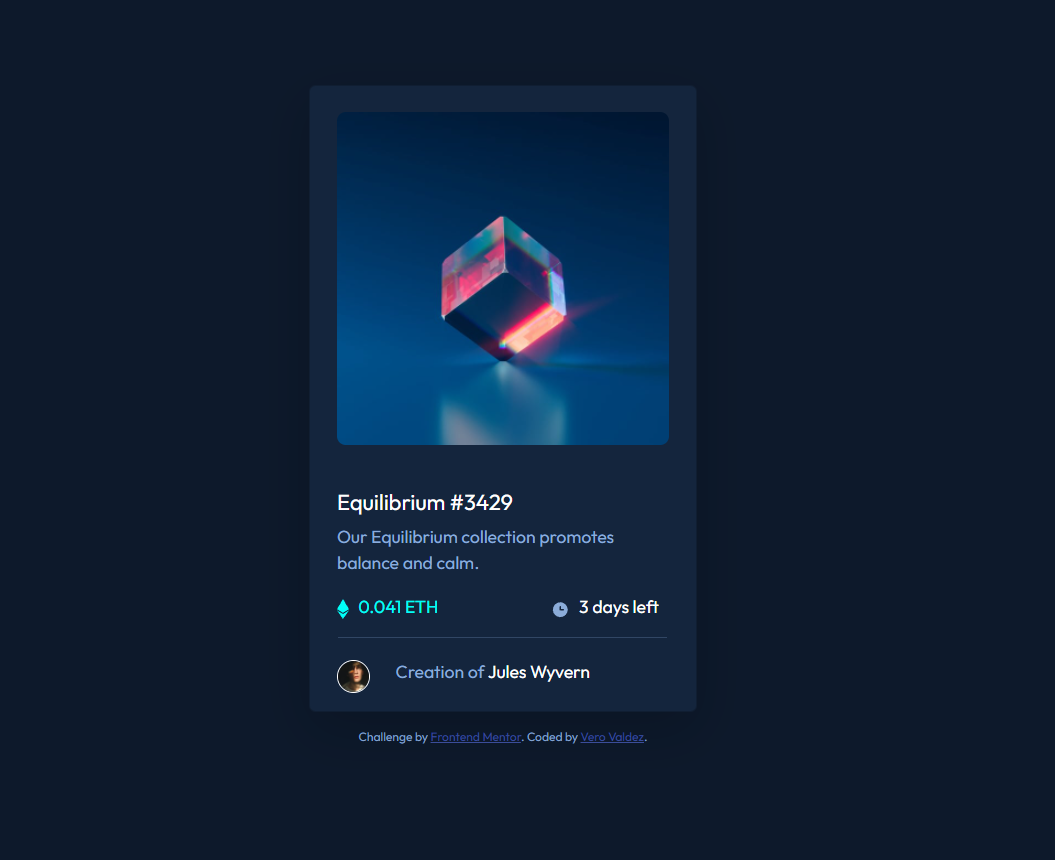 Equilibrium #3429
Our Equilibrium collection promotes
balance and calm.
0.041 ETH
3 days left
Creation of Jules Wyvern
Challenge by Frontend Mentor. Coded by Vero Valdez.